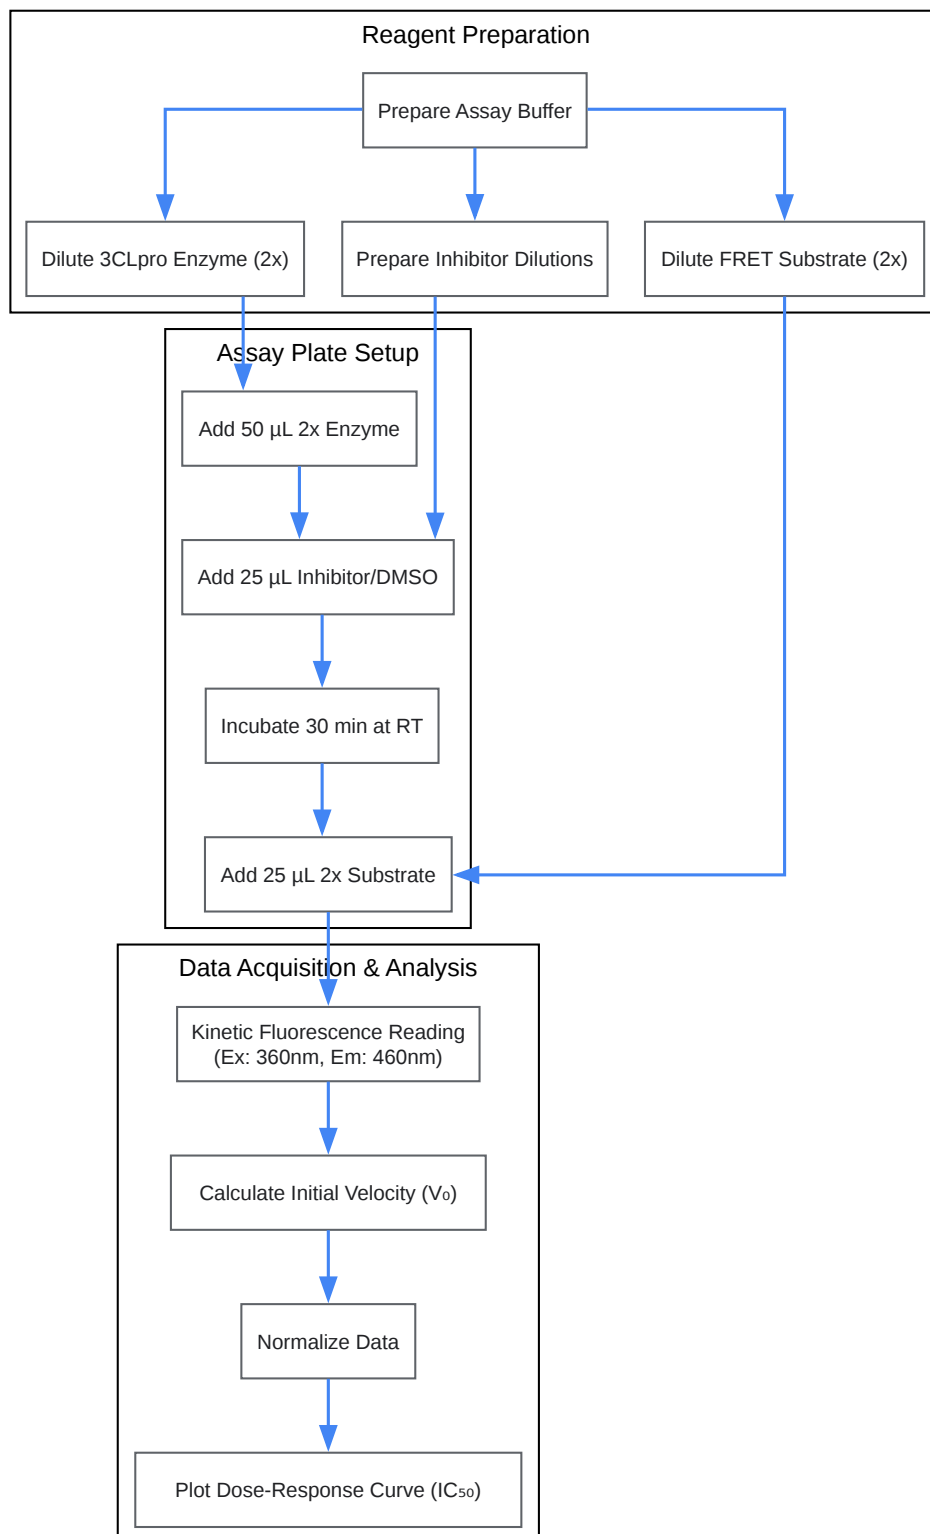 Reagent Preparation
Prepare Assay Buffer
Dilute 3CLpro Enzyme (2x)
Prepare Inhibitor Dilutions
Dilute FRET Substrate (2x)
Assay Plate Setup
Add 50 µL 2x Enzyme
Add 25 µL Inhibitor/DMSO
Incubate 30 min at RT
Add 25 µL 2x Substrate
Data Acquisition & Analysis
Kinetic Fluorescence Reading
(Ex: 360nm, Em: 460nm)
Calculate Initial Velocity (V₀)
Normalize Data
Plot Dose-Response Curve (IC₅₀)